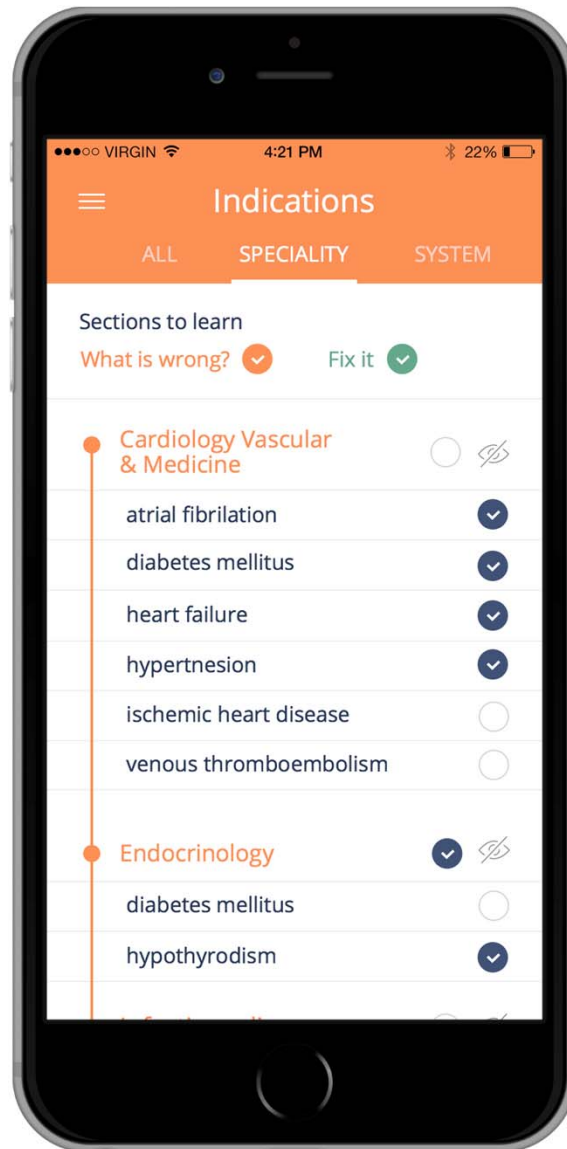 VIRGIN 4:21 PM 22%
Indications
ALL SPECIALITY SYSTEM
Sections to learn
What is wrong? Fix it
Cardiology Vascular
& Medicine
atrial fibrilation
diabetes mellitus
heart failure
hypertnesion
ischemic heart disease
venous thromboembolism
Endocrinology
diabetes mellitus
hypothyrodism